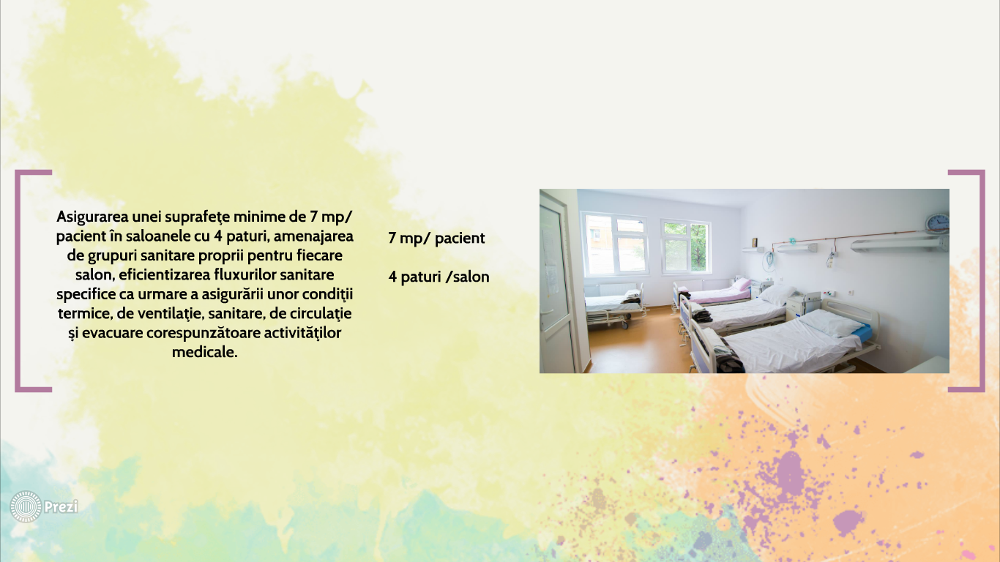 Asigurarea unei suprafeţe minime de 7 mp/
pacient în saloanele cu 4 paturi, amenajarea
de grupuri sanitare proprii pentru fiecare
salon, eficientizarea fluxurilor sanitare
specifice ca urmare a asigurării unor condiţii
termice, de ventilaţie, sanitare, de circulaţie
şi evacuare corespunzătoare activităţilor
medicale.
7 mp/ pacient
4 paturi /salon
Prezi